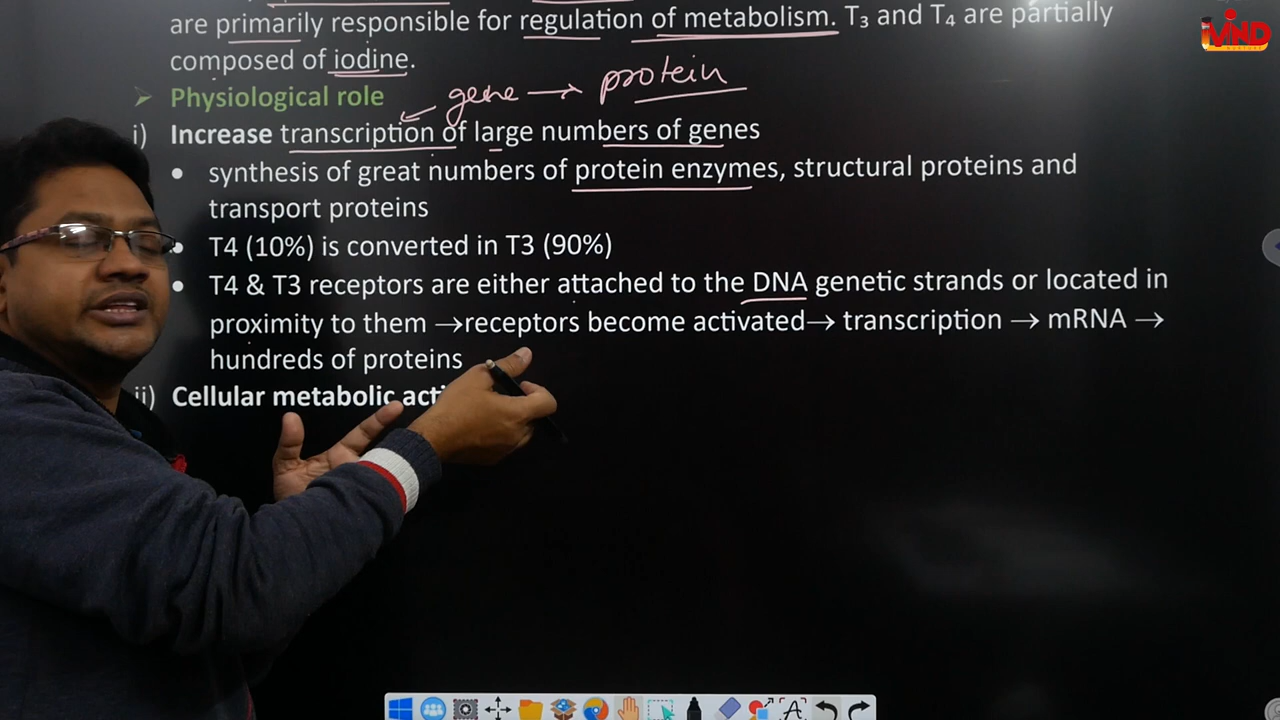 are primarily responsible for regulation of metabolism. T₃ and T₄ are partially
composed of iodine.
Physiological role
gene → protein
i) Increase transcription of large numbers of genes
• synthesis of great numbers of protein enzymes, structural proteins and
transport proteins
• T4 (10%) is converted in T3 (90%)
• T4 & T3 receptors are either attached to the DNA genetic strands or located in
proximity to them →receptors become activated→ transcription → mRNA →
hundreds of proteins
ii) Cellular metabolic acti
iVIND